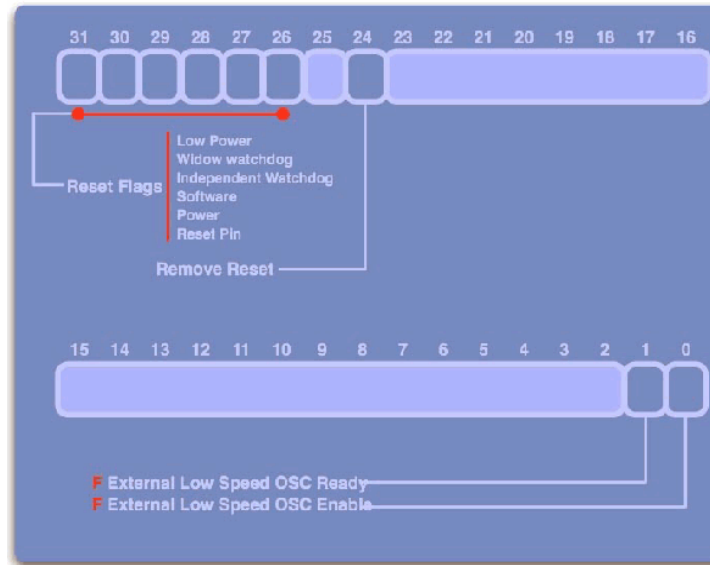 31 30 29 28 27 26 25 24 23 22 21 20 19 18 17 16
Low Power
Widow watchdog
Independent Watchdog
Reset Flags
Software
Power
Reset Pin
Remove Reset
15 14 13 12 11 10 9 8 7 6 5 4 3 2 1 0
F External Low Speed OSC Ready
F External Low Speed OSC Enable